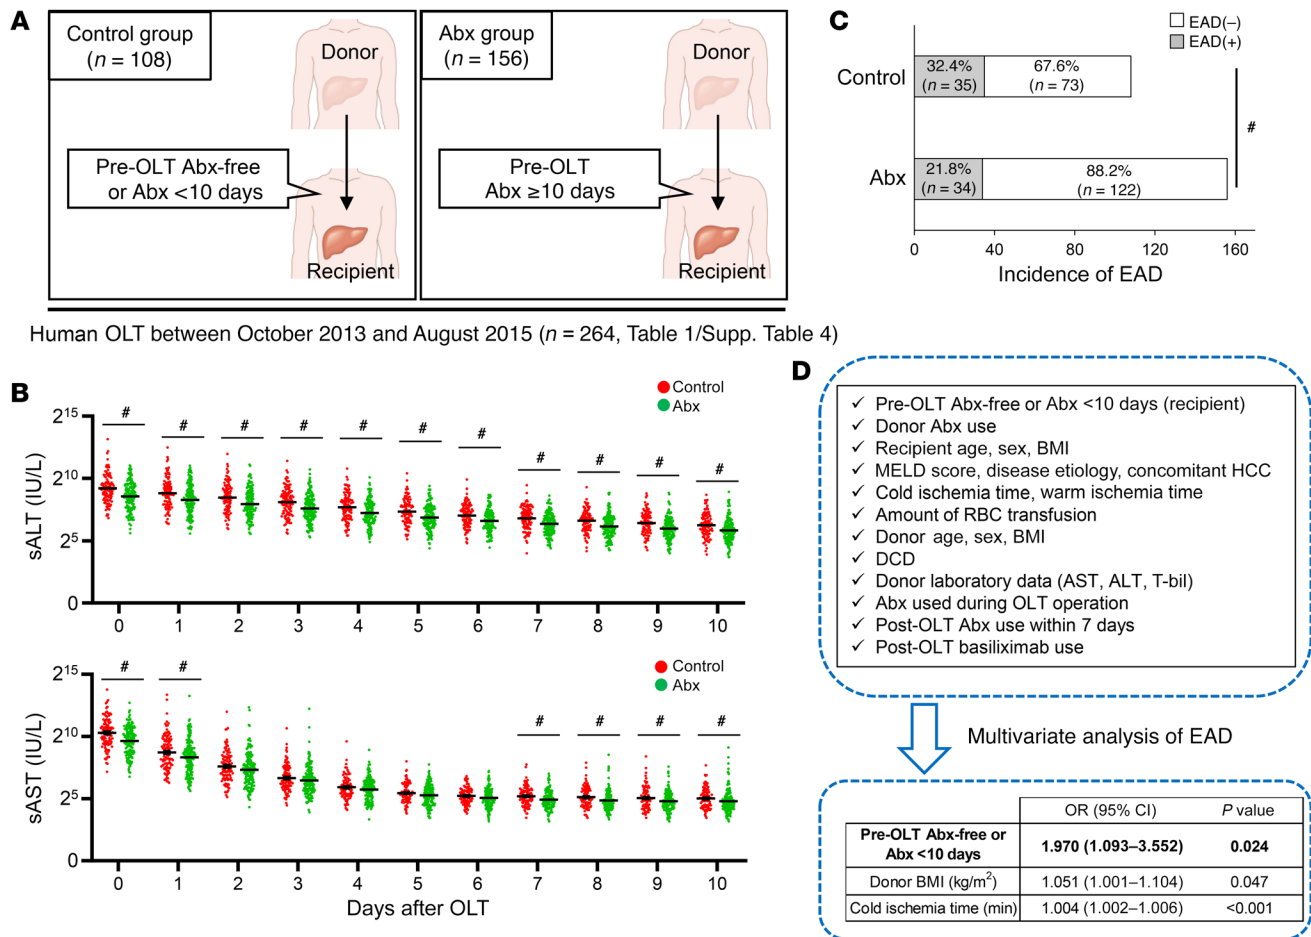 A
Control group
(n = 108)
Donor
Pre-OLT Abx-free
or Abx <10 days
Recipient
Abx group
(n = 156)
Donor
Pre-OLT
Abx ≥10 days
Recipient
Human OLT between October 2013 and August 2015 (n = 264, Table 1/Supp. Table 4)
B
Control
Abx
sALT (IU/L)
2¹⁵
2¹⁰
2⁵
0
# # # # # # # # # # #
0 1 2 3 4 5 6 7 8 9 10
Control
Abx
sAST (IU/L)
2¹⁵
2¹⁰
2⁵
0
# # # # # #
0 1 2 3 4 5 6 7 8 9 10
Days after OLT
C
EAD(–)
EAD(+)
Control
32.4%
(n = 35)
67.6%
(n = 73)
#
Abx
21.8%
(n = 34)
88.2%
(n = 122)
0 40 80 120 160
Incidence of EAD
D
✓ Pre-OLT Abx-free or Abx <10 days (recipient)
✓ Donor Abx use
✓ Recipient age, sex, BMI
✓ MELD score, disease etiology, concomitant HCC
✓ Cold ischemia time, warm ischemia time
✓ Amount of RBC transfusion
✓ Donor age, sex, BMI
✓ DCD
✓ Donor laboratory data (AST, ALT, T-bil)
✓ Abx used during OLT operation
✓ Post-OLT Abx use within 7 days
✓ Post-OLT basiliximab use
Multivariate analysis of EAD
OR (95% CI) P value
Pre-OLT Abx-free or
Abx <10 days 1.970 (1.093–3.552) 0.024
Donor BMI (kg/m²) 1.051 (1.001–1.104) 0.047
Cold ischemia time (min) 1.004 (1.002–1.006) <0.001